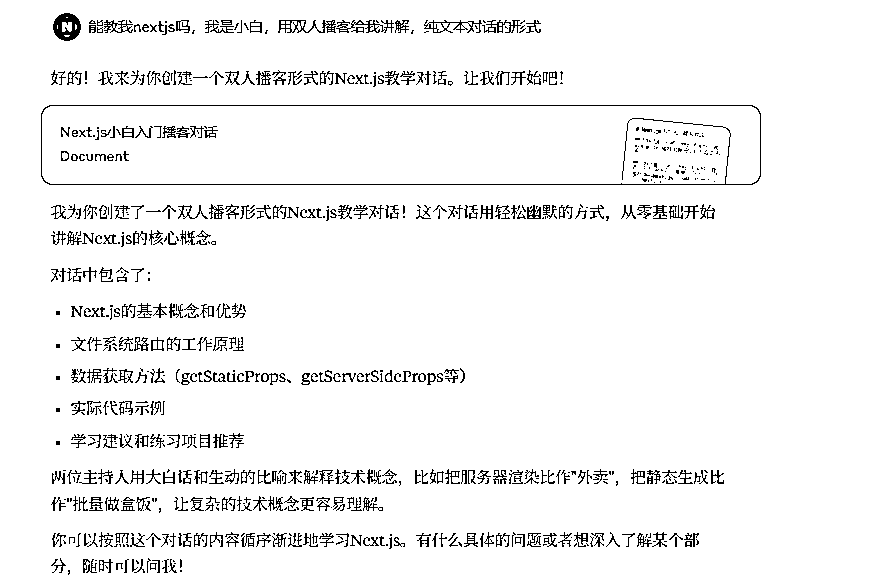 N 能教我nextjs吗，我是小白，用双人播客给我讲解，纯文本对话的形式
好的！我来为你创建一个双人播客形式的Next.js教学对话。让我们开始吧！
Next.js小白入门播客对话
Document
我为你创建了一个双人播客形式的Next.js教学对话！这个对话用轻松幽默的方式，从零基础开始
讲解Next.js的核心概念。
对话中包含了：
▪ Next.js的基本概念和优势
▪ 文件系统路由的工作原理
▪ 数据获取方法（getStaticProps、getServerSideProps等）
▪ 实际代码示例
▪ 学习建议和练习项目推荐
两位主持人用大白话和生动的比喻来解释技术概念，比如把服务器渲染比作"外卖"，把静态生成比
作"批量做盒饭"，让复杂的技术概念更容易理解。
你可以按照这个对话的内容循序渐进地学习Next.js。有什么具体的问题或者想深入了解某个部
分，随时可以问我！